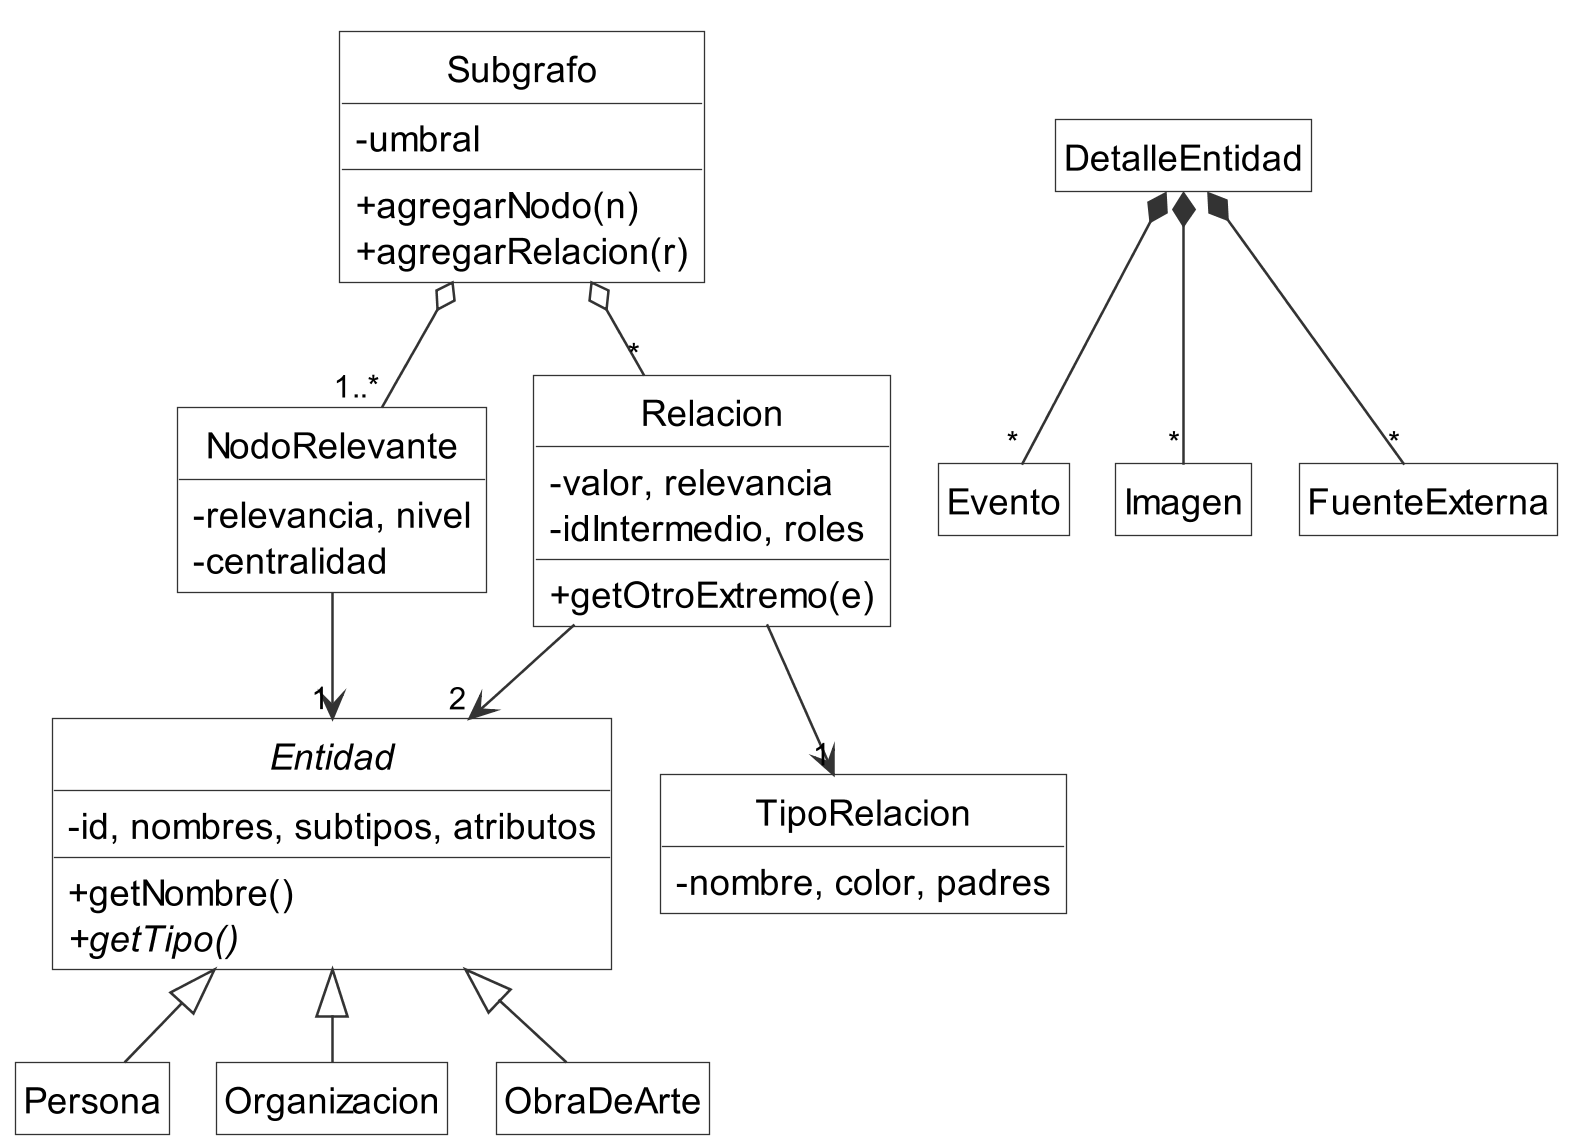 Subgrafo
-umbral
+agregarNodo(n)
+agregarRelacion(r)
DetalleEntidad
1..*
*
NodoRelevante
-relevancia, nivel
-centralidad
Relacion
-valor, relevancia
-idIntermedio, roles
+getOtroExtremo(e)
*
*
*
Evento
Imagen
FuenteExterna
1
2
1
Entidad
-id, nombres, subtipos, atributos
+getNombre()
+getTipo()
TipoRelacion
-nombre, color, padres
Persona
Organizacion
ObraDeArte